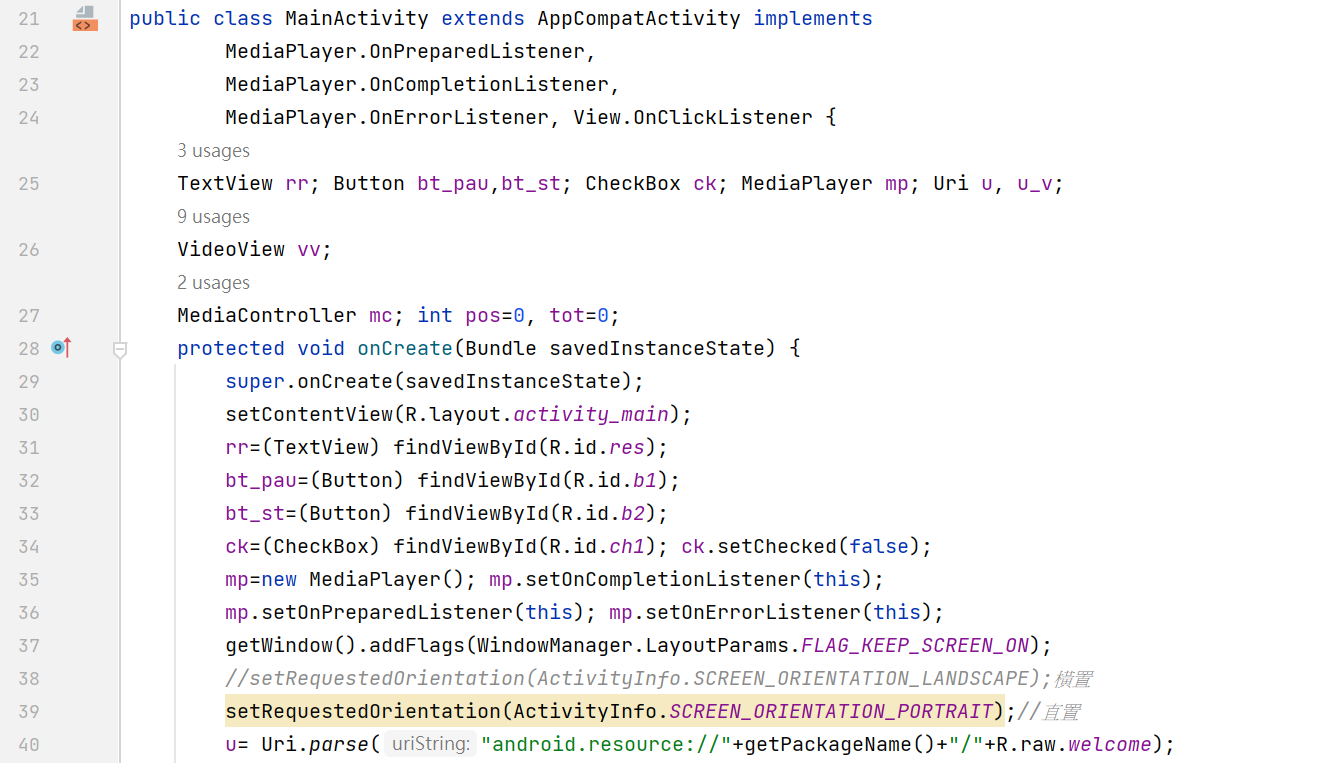 21 public class MainActivity extends AppCompatActivity implements
22 MediaPlayer.OnPreparedListener,
23 MediaPlayer.OnCompletionListener,
24 MediaPlayer.OnErrorListener, View.OnClickListener {
3 usages
25 TextView rr; Button bt_pau,bt_st; CheckBox ck; MediaPlayer mp; Uri u, u_v;
9 usages
26 VideoView vv;
2 usages
27 MediaController mc; int pos=0, tot=0;
28 protected void onCreate(Bundle savedInstanceState) {
29 super.onCreate(savedInstanceState);
30 setContentView(R.layout.activity_main);
31 rr=(TextView) findViewById(R.id.res);
32 bt_pau=(Button) findViewById(R.id.b1);
33 bt_st=(Button) findViewById(R.id.b2);
34 ck=(CheckBox) findViewById(R.id.ch1); ck.setChecked(false);
35 mp=new MediaPlayer(); mp.setOnCompletionListener(this);
36 mp.setOnPreparedListener(this); mp.setOnErrorListener(this);
37 getWindow().addFlags(WindowManager.LayoutParams.FLAG_KEEP_SCREEN_ON);
38 //setRequestedOrientation(ActivityInfo.SCREEN_ORIENTATION_LANDSCAPE);橫置
39 setRequestedOrientation(ActivityInfo.SCREEN_ORIENTATION_PORTRAIT);//直置
40 u= Uri.parse( uriString: "android.resource://"+getPackageName()+"/"+R.raw.welcome);